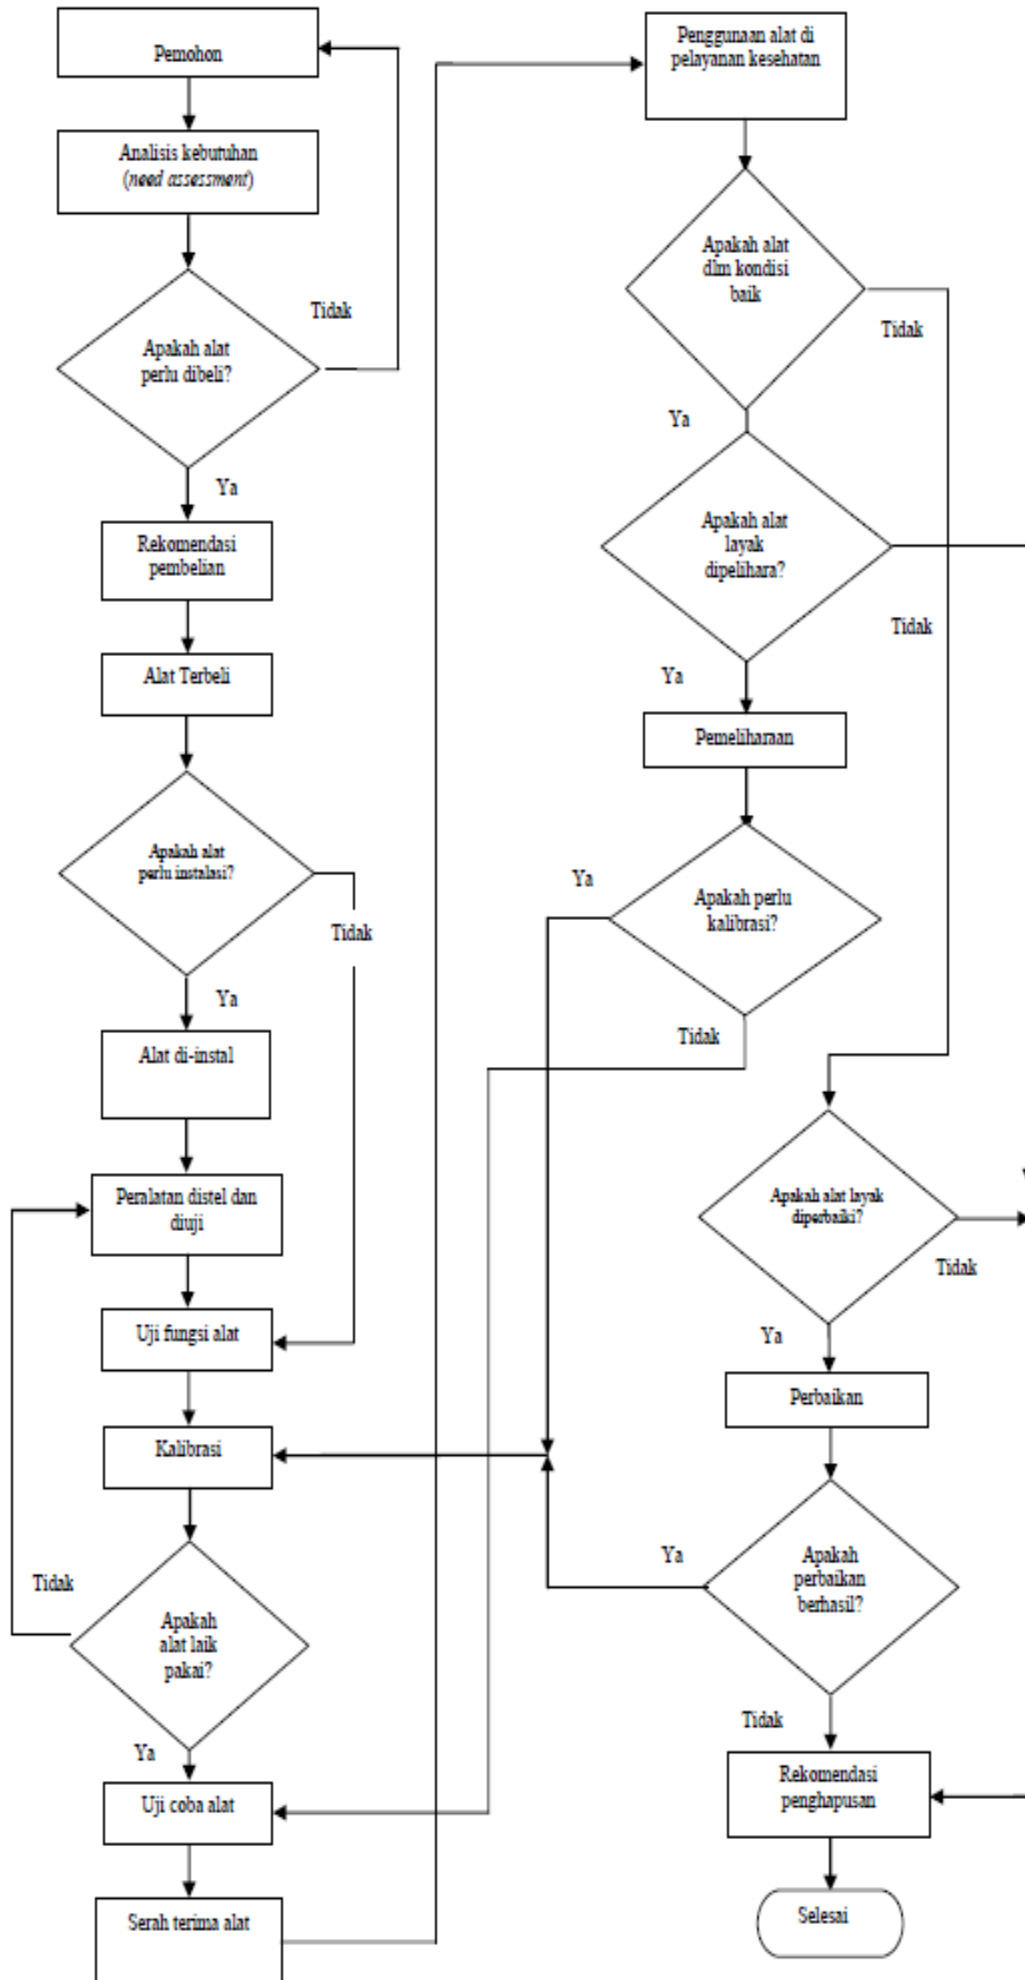 Pemohon
Analisis kebutuhan
(need assessment)
Tidak
Apakah alat
perlu dibeli?
Ya
Rekomendasi
pembelian
Alat Terbeli
Apakah alat
perlu instalasi?
Tidak
Ya
Alat di-instal
Peralatan distel dan
diuji
Uji fungsi alat
Kalibrasi
Tidak
Apakah
alat laik
pakai?
Ya
Uji coba alat
Serah terima alat
Penggunaan alat di
pelayanan kesehatan
Apakah alat
dlm kondisi
baik
Tidak
Ya
Apakah alat
layak
dipelihara?
Tidak
Ya
Pemeliharaan
Ya
Apakah perlu
kalibrasi?
Tidak
Apakah alat layak
diperbaiki?
Tidak
Ya
Perbaikan
Ya
Apakah
perbaikan
berhasil?
Tidak
Rekomendasi
penghapusan
Selesai